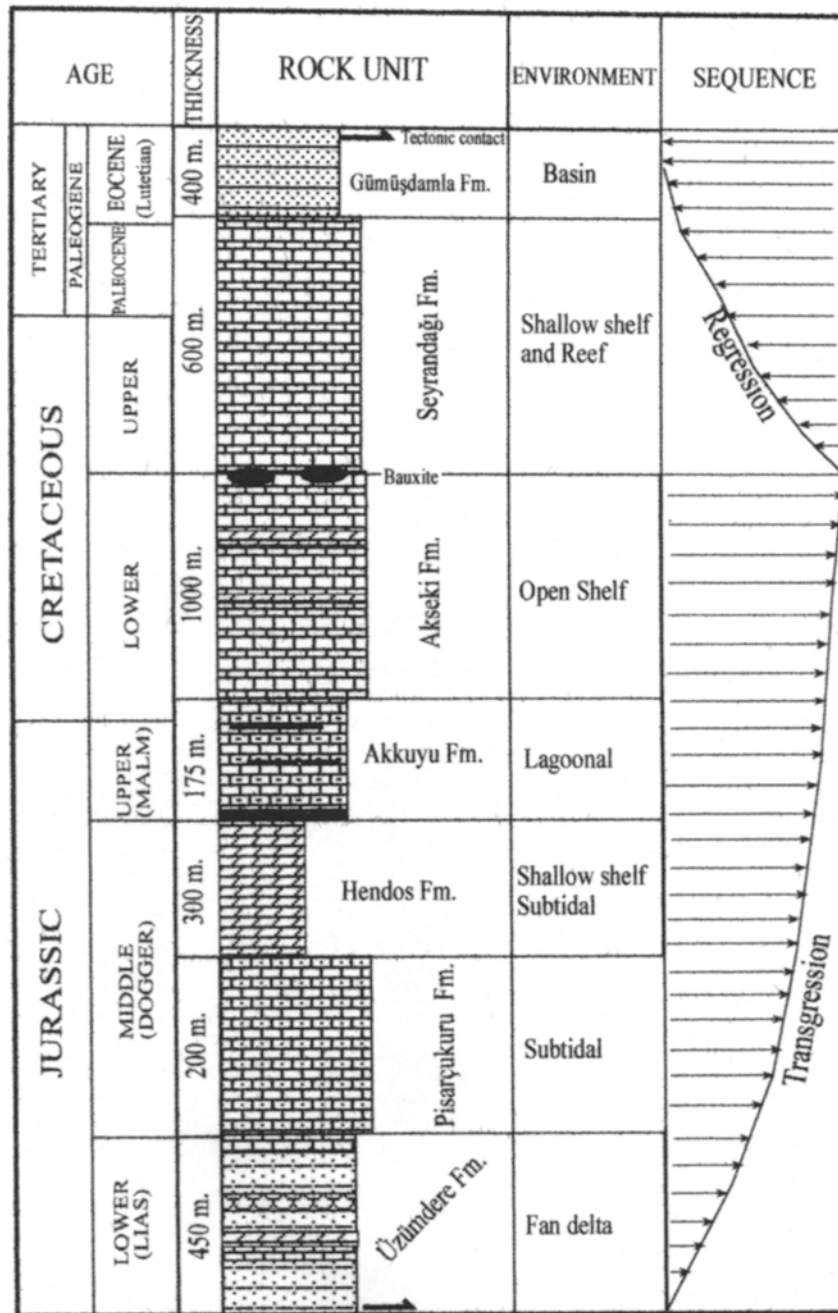 AGE
THICKNESS
ROCK UNIT
ENVIRONMENT
SEQUENCE
TERTIARY
PALEOGENE
EOCENE
(Lutetian)
400 m.
Tectonic contact
Gümüşdamla Fm.
Basin
PALEOCENE
600 m.
Seyrandağı Fm.
Shallow shelf
and Reef
Regression
CRETACEOUS
UPPER
Bauxite
LOWER
1000 m.
Akseki Fm.
Open Shelf
JURASSIC
UPPER
(MALM)
175 m.
Akkuyu Fm.
Lagoonal
MIDDLE
(DOGGER)
300 m.
Hendos Fm.
Shallow shelf
Subtidal
200 m.
Pisarçukuru Fm.
Subtidal
Transgression
LOWER
(LIAS)
450 m.
Üzümdere Fm.
Fan delta